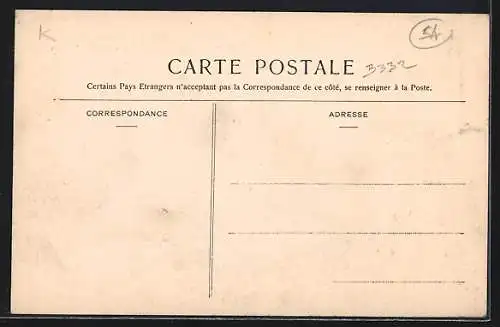 K
54
CARTE POSTALE 3332
Certains Pays Etrangers n'acceptant pas la Correspondance de ce côté, se renseigner à la Poste.
CORRESPONDANCE
ADRESSE